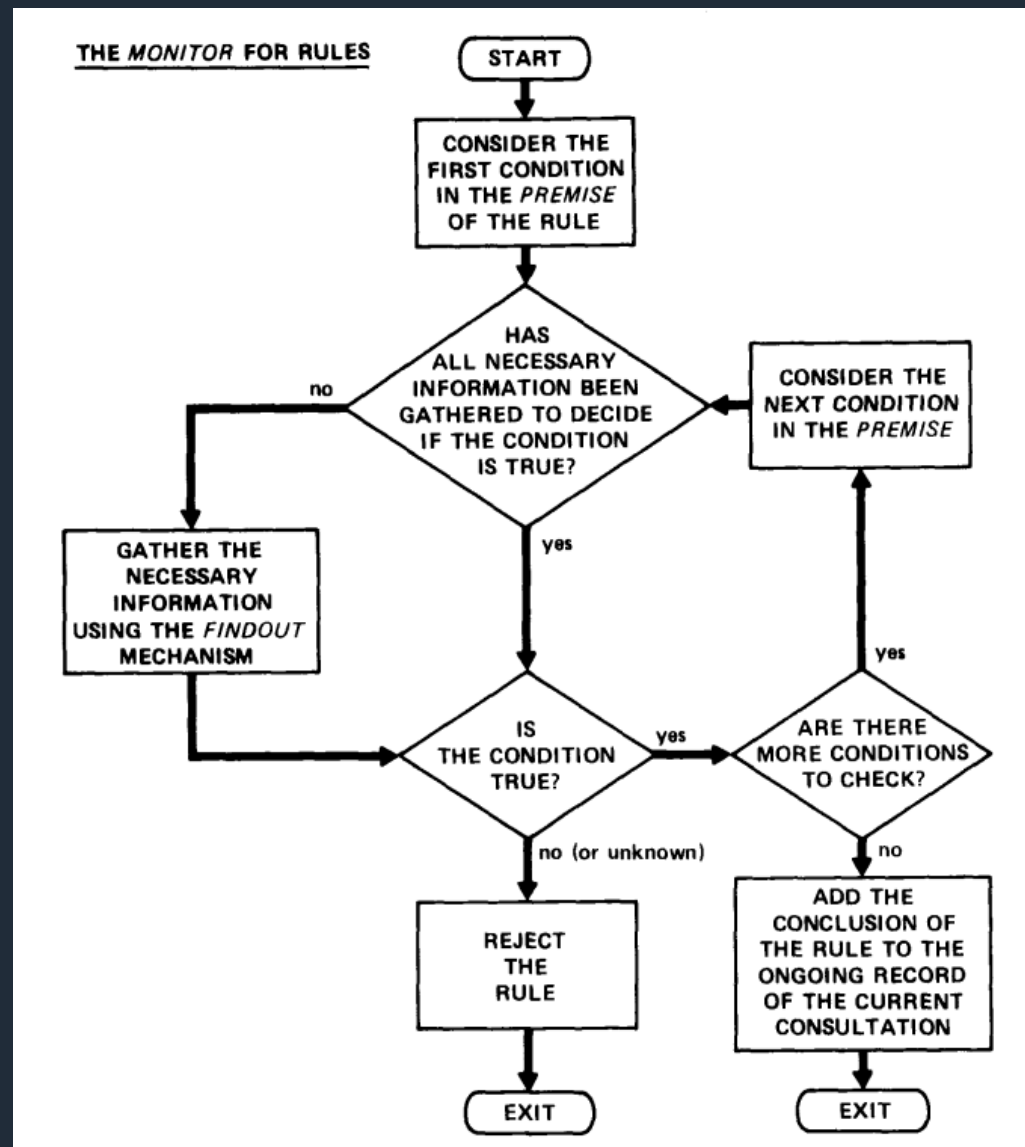 THE MONITOR FOR RULES
START
CONSIDER THE
FIRST CONDITION
IN THE PREMISE
OF THE RULE
HAS
ALL NECESSARY
INFORMATION BEEN
GATHERED TO DECIDE
IF THE CONDITION
IS TRUE?
no
yes
CONSIDER THE
NEXT CONDITION
IN THE PREMISE
GATHER THE
NECESSARY
INFORMATION
USING THE FINDOUT
MECHANISM
IS
THE CONDITION
TRUE?
yes
no (or unknown)
ARE THERE
MORE CONDITIONS
TO CHECK?
yes
no
REJECT
THE
RULE
EXIT
ADD THE
CONCLUSION OF
THE RULE TO THE
ONGOING RECORD
OF THE CURRENT
CONSULTATION
EXIT